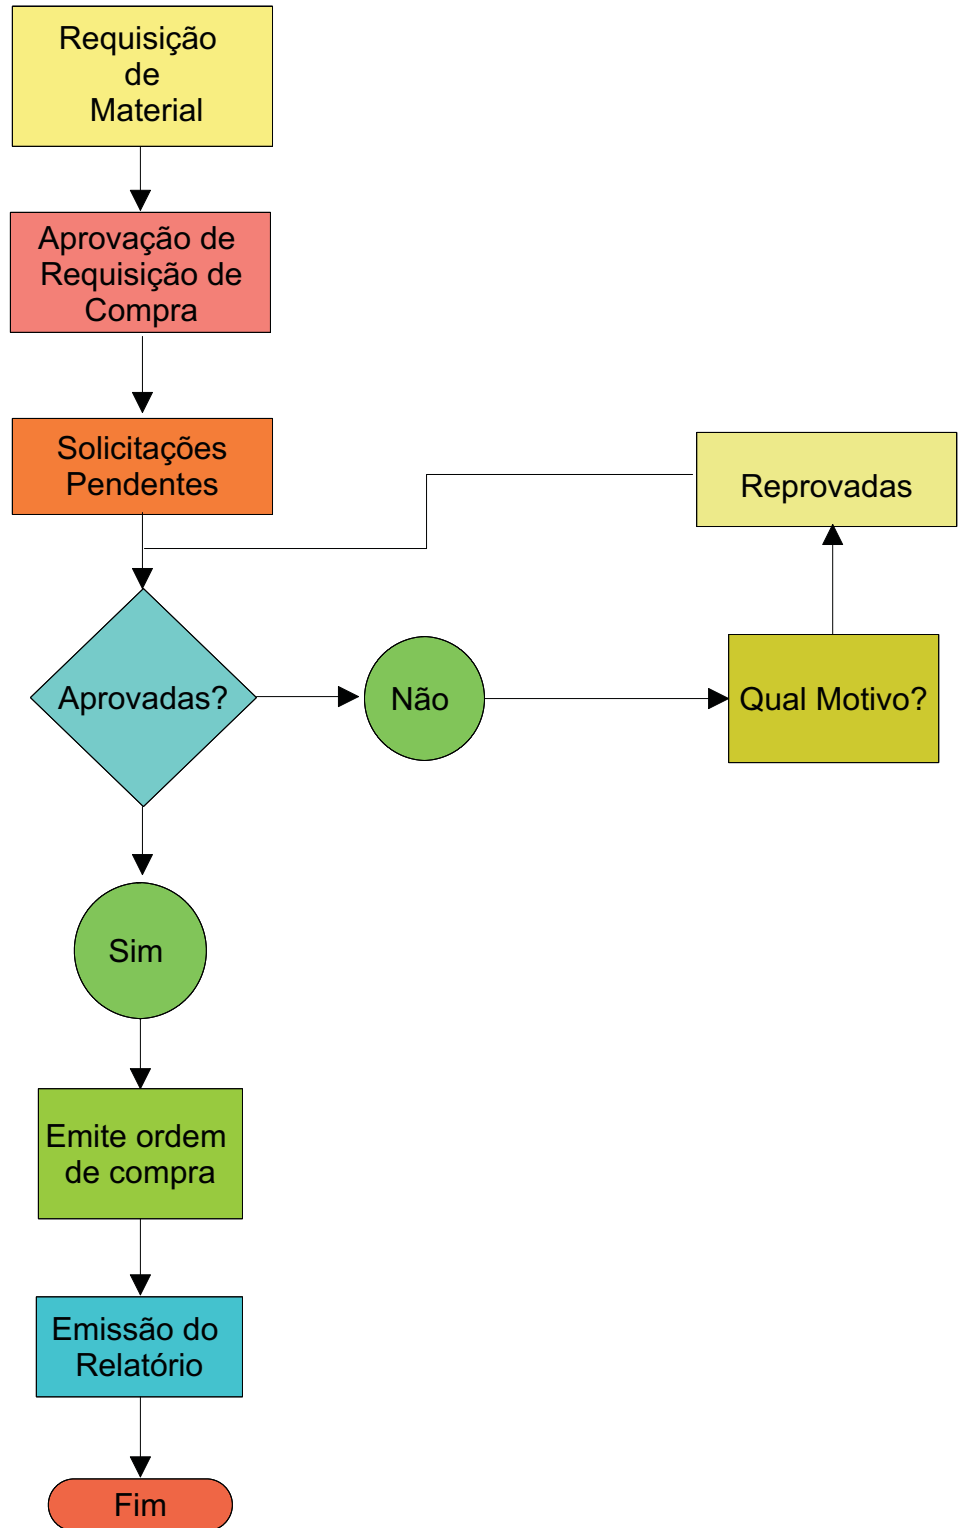 Requisição
de
Material
Aprovação de
Requisição de
Compra
Solicitações
Pendentes
Reprovadas
Aprovadas?
Não
Qual Motivo?
Sim
Emite ordem
de compra
Emissão do
Relatório
Fim